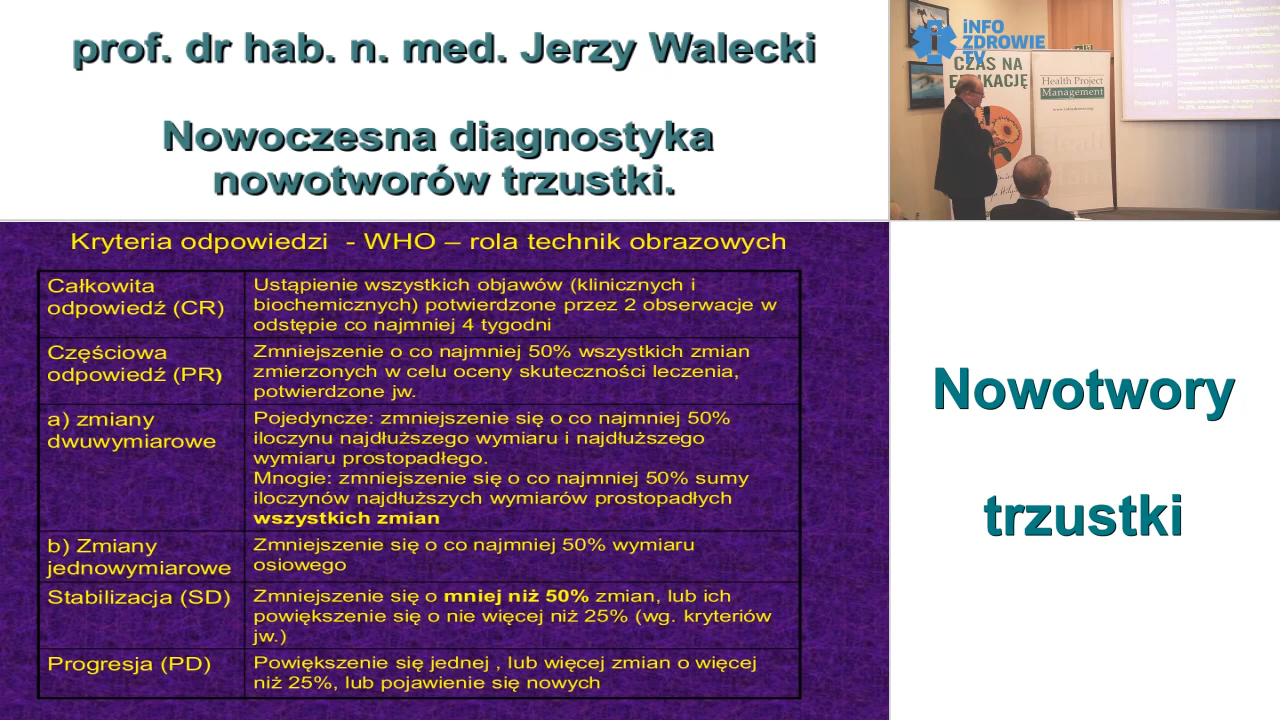 prof. dr hab. n. med. Jerzy Walecki
Nowoczesna diagnostyka
nowotworów trzustki.
iNFO
ZDROWIE
TV
CZAS NA
EDUKACJĘ
Health Project
Management
Kryteria odpowiedzi - WHO – rola technik obrazowych
Całkowita
odpowiedź (CR)
Ustąpienie wszystkich objawów (klinicznych i
biochemicznych) potwierdzone przez 2 obserwacje w
odstępie co najmniej 4 tygodni
Częściowa
odpowiedź (PR)
Zmniejszenie o co najmniej 50% wszystkich zmian
zmierzonych w celu oceny skuteczności leczenia,
potwierdzone jw.
a) zmiany
dwuwymiarowe
Pojedyncze: zmniejszenie się o co najmniej 50%
iloczynu najdłuższego wymiaru i najdłuższego
wymiaru prostopadłego.
Mnogie: zmniejszenie się o co najmniej 50% sumy
iloczynów najdłuższych wymiarów prostopadłych
wszystkich zmian
b) Zmiany
jednowymiarowe
Zmniejszenie się o co najmniej 50% wymiaru
osiowego
Stabilizacja (SD)
Zmniejszenie się o mniej niż 50% zmian, lub ich
powiększenie się o nie więcej niż 25% (wg. kryteriów
jw.)
Progresja (PD)
Powiększenie się jednej , lub więcej zmian o więcej
niż 25%, lub pojawienie się nowych
Nowotwory
trzustki